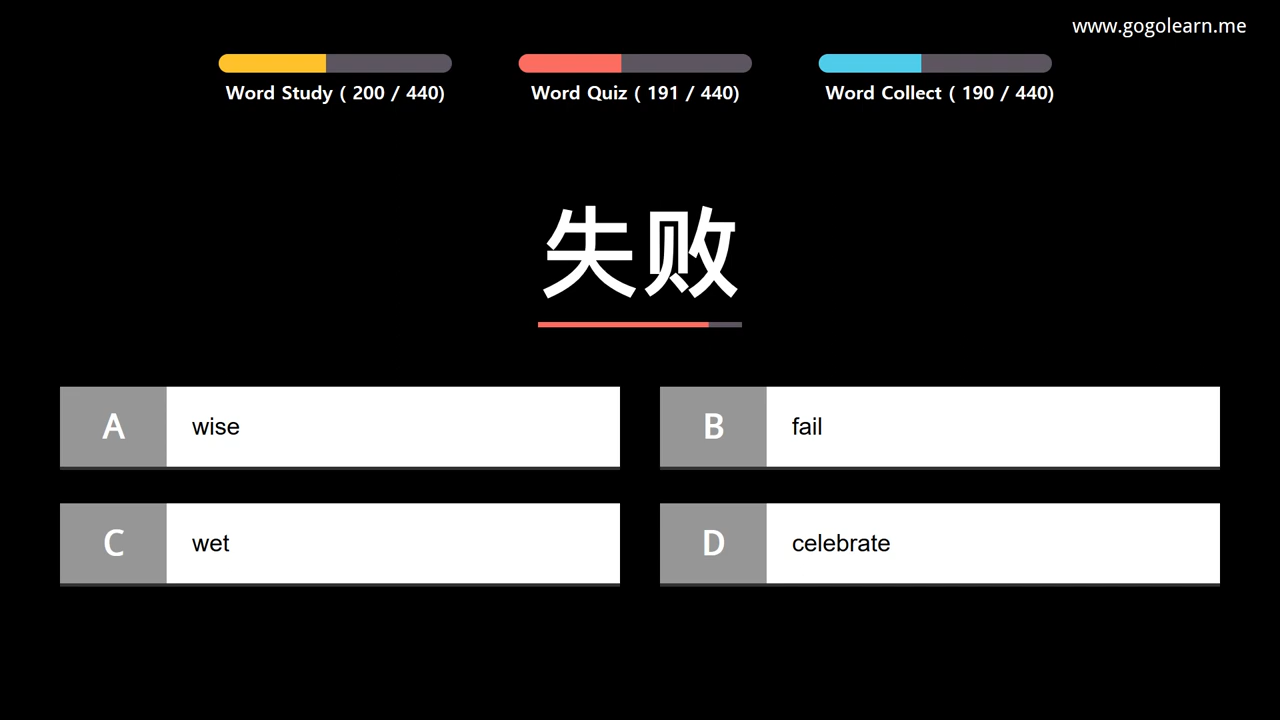 www.gogolearn.me
Word Study ( 200 / 440)
Word Quiz ( 191 / 440)
Word Collect ( 190 / 440)
失败
A wise
B fail
C wet
D celebrate